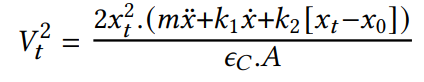 V_t^2 = \frac{2x_t^2.(m\ddot{x}+k_1\dot{x}+k_2[x_t-x_0])}{\epsilon_C.A}